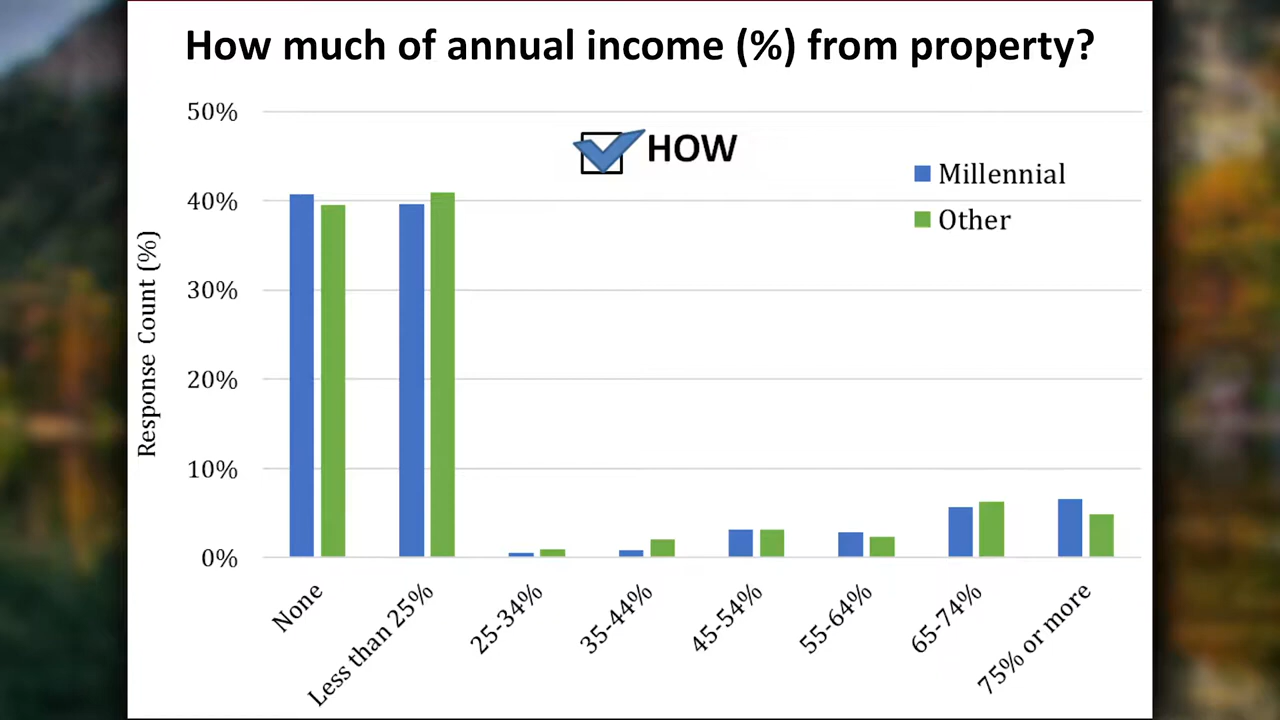 How much of annual income (%) from property?
50%
HOW
Millennial
Other
40%
30%
20%
10%
0%
Response Count (%)
None
Less than 25%
25-34%
35-44%
45-54%
55-64%
65-74%
75% or more